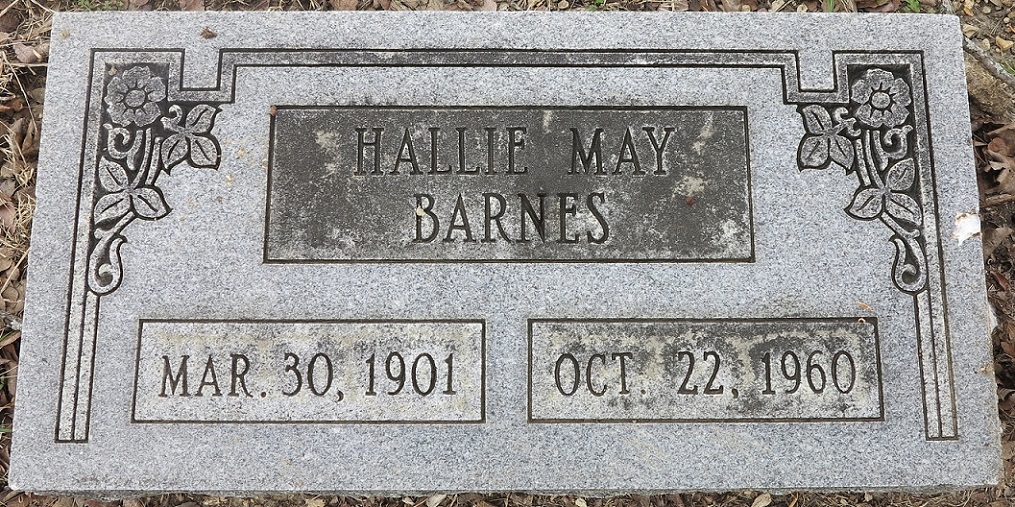 HALLIE MAY
BARNES
MAR. 30, 1901
OCT. 22, 1960